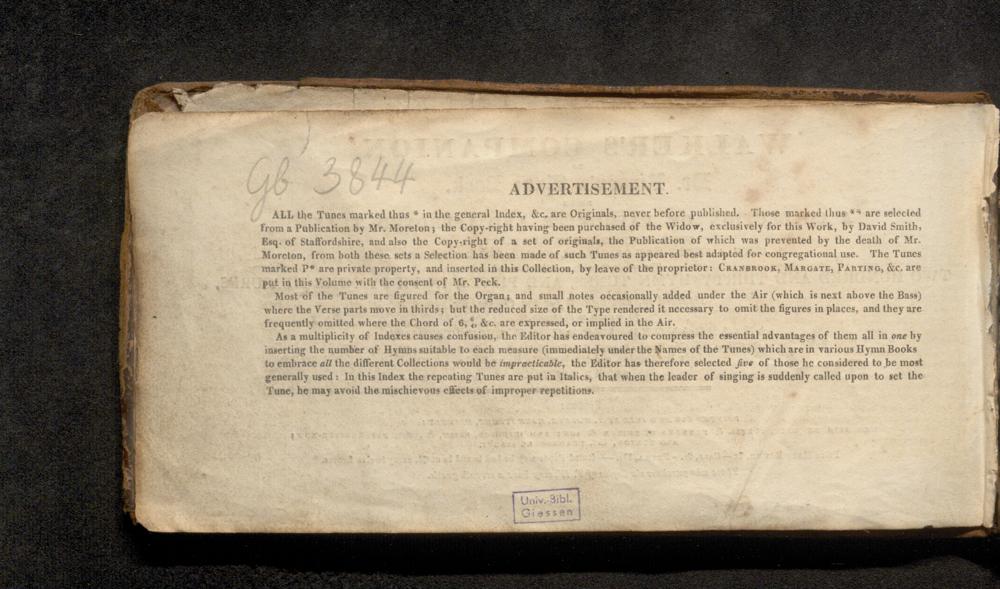 Gb 3844
ADVERTISEMENT.
ALL the Tunes marked thus * in the general Index, &c. are Originals, never before published. Those marked thus ** are selected
from a Publication by Mr. Moreton; the Copy-right having been purchased of the Widow, exclusively for this Work, by David Smith,
Esq. of Staffordshire, and also the Copy-right of a set of originals, the Publication of which was prevented by the death of Mr.
Moreton, from both these sets a Selection has been made of such Tunes as appeared best adapted for congregational use. The Tunes
marked P* are private property, and inserted in this Collection, by leave of the proprietor: CRANBROOK, MARGATE, PARTING, &c. are
put in this Volume with the consent of Mr. Peck.
Most of the Tunes are figured for the Organ; and small notes occasionally added under the Air (which is next above the Bass)
where the Verse parts move in thirds; but the reduced size of the Type rendered it necessary to omit the figures in places, and they are
frequently omitted where the Chord of 6, &c. are expressed, or implied in the Air.
As a multiplicity of Indexes causes confusion, the Editor has endeavoured to compress the essential advantages of them all in one by
inserting the number of Hymns suitable to each measure (immediately under the Names of the Tunes) which are in various Hymn Books
to embrace all the different Collections would be impracticable, the Editor has therefore selected five of those he considered to be most
generally used: In this Index the repeating Tunes are put in Italics, that when the leader of singing is suddenly called upon to set the
Tune, he may avoid the mischievous effects of improper repetitions.
Univ.-Bibl.
Giessen